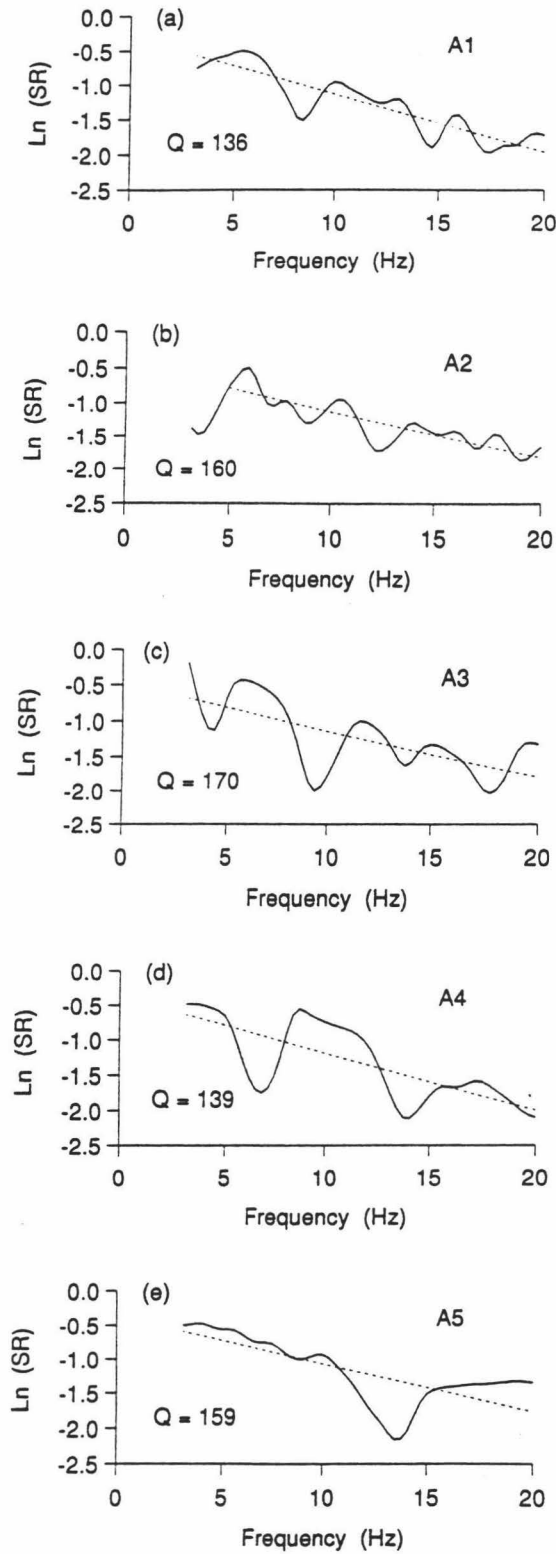 (a)
A1
0.0
-0.5
-1.0
-1.5
-2.0
-2.5
Ln (SR)
Q = 136
0 5 10 15 20
Frequency (Hz)
(b)
A2
0.0
-0.5
-1.0
-1.5
-2.0
-2.5
Ln (SR)
Q = 160
0 5 10 15 20
Frequency (Hz)
(c)
A3
0.0
-0.5
-1.0
-1.5
-2.0
-2.5
Ln (SR)
Q = 170
0 5 10 15 20
Frequency (Hz)
(d)
A4
0.0
-0.5
-1.0
-1.5
-2.0
-2.5
Ln (SR)
Q = 139
0 5 10 15 20
Frequency (Hz)
(e)
A5
0.0
-0.5
-1.0
-1.5
-2.0
-2.5
Ln (SR)
Q = 159
0 5 10 15 20
Frequency (Hz)